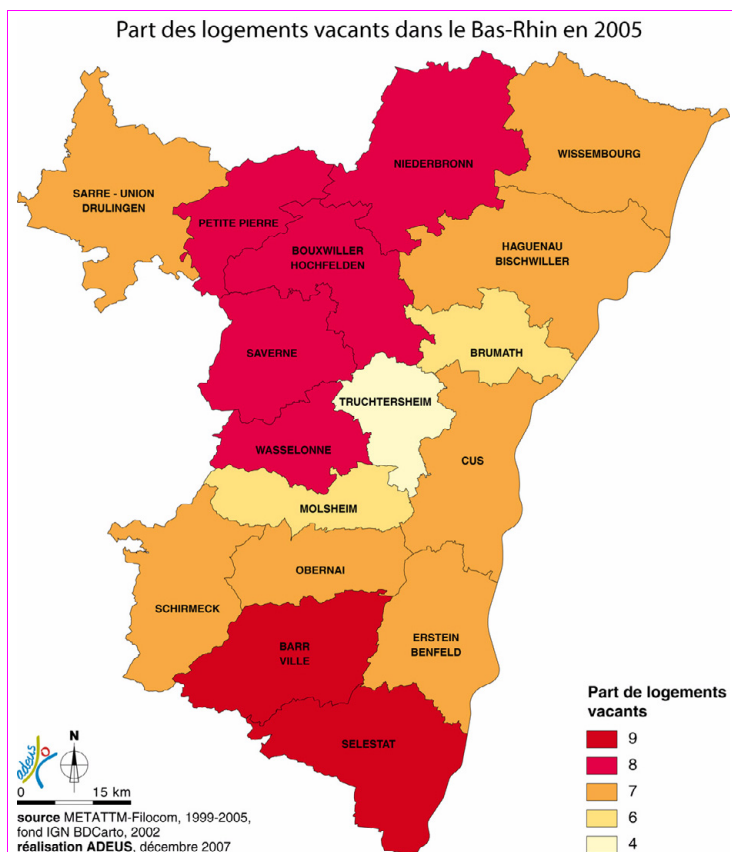 Part des logements vacants dans le Bas-Rhin en 2005
NIEDERBRONN
WISSEMBOURG
SARRE - UNION
DRULINGEN
PETITE PIERRE
BOUXWILLER
HOCHFELDEN
HAGUENAU
BISCHWILLER
SAVERNE
BRUMATH
TRUCHTERSHEIM
WASSELONNE
CUS
MOLSHEIM
OBERNAI
SCHIRMECK
BARR
VILLE
ERSTEIN
BENFELD
SELESTAT
Part de logements
vacants
9
8
7
6
4
adeus
N
0 15 km
source METATTM-Filocom, 1999-2005,
fond IGN BDCarto, 2002
réalisation ADEUS, décembre 2007